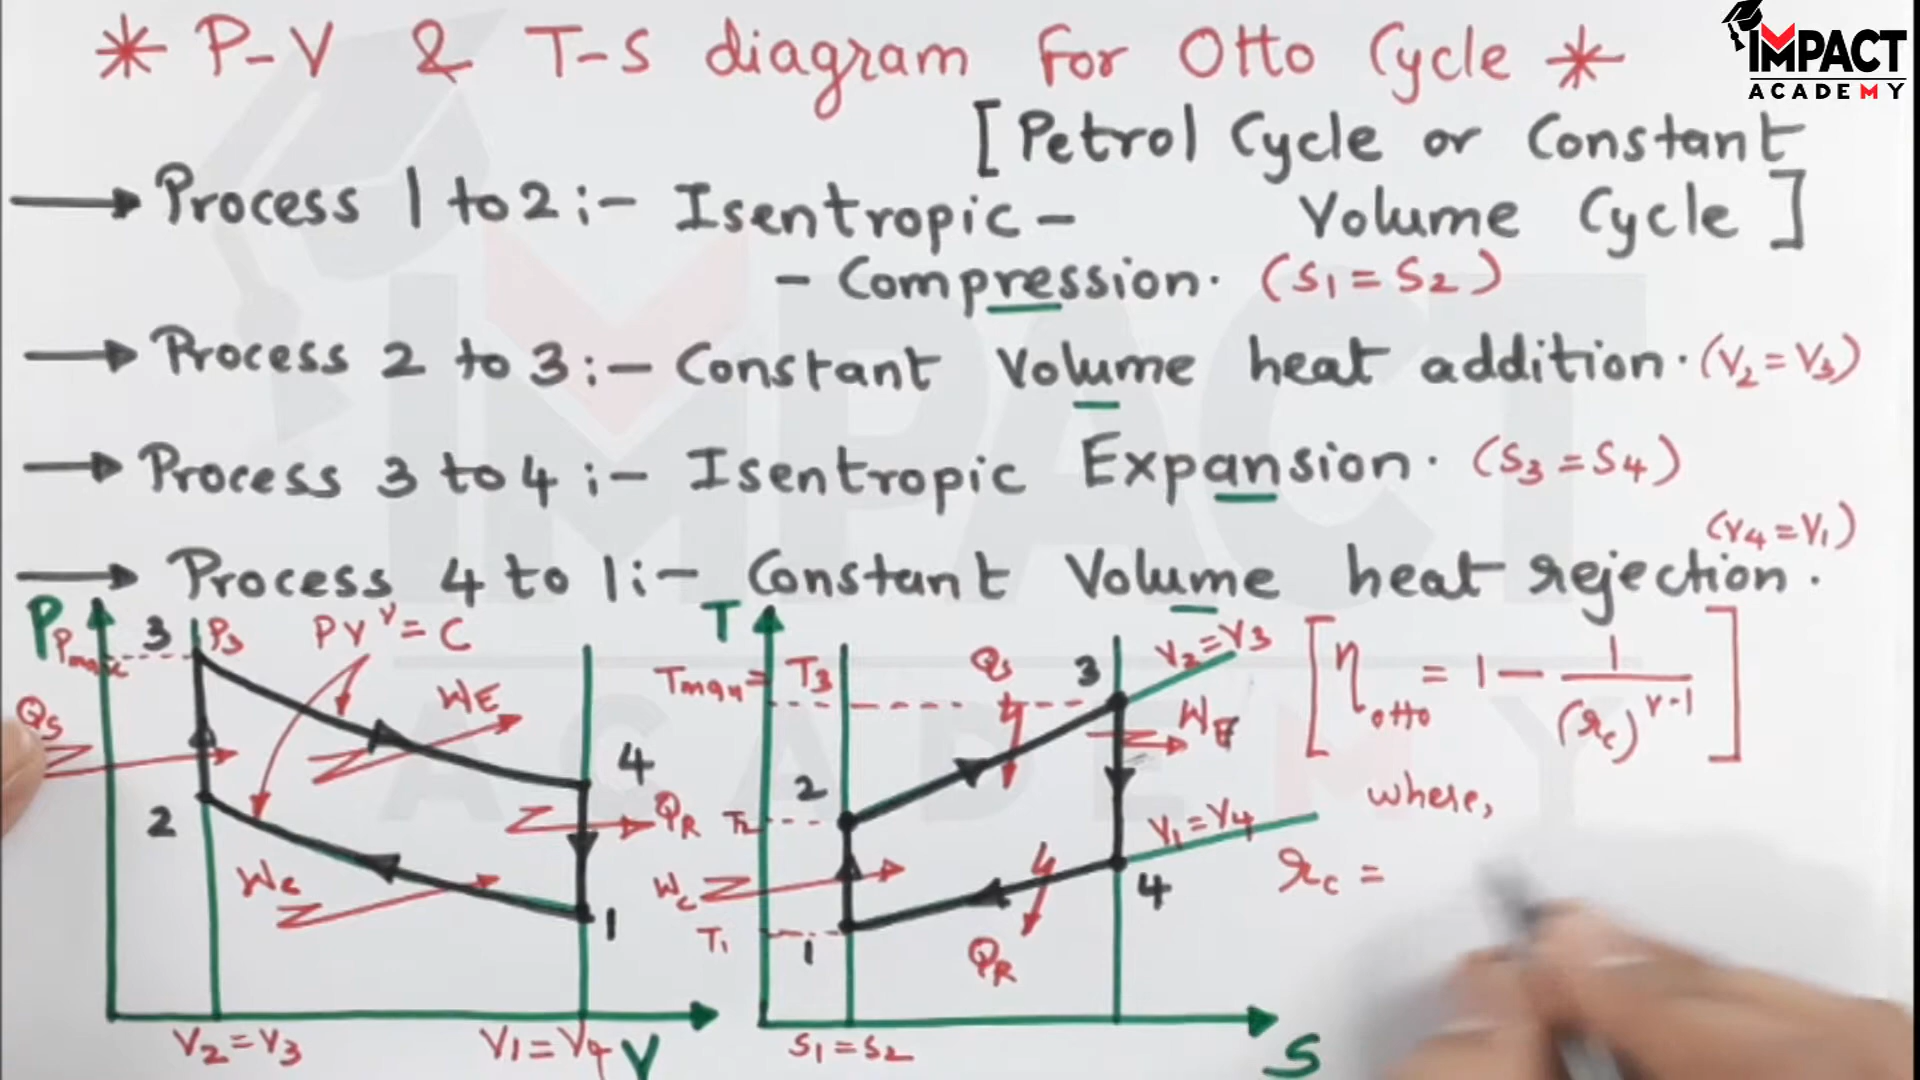 * P-V & T-S diagram For Otto Cycle *
IMPACT
ACADEMY
[Petrol Cycle or Constant
Volume Cycle]
→ Process 1 to 2 :- Isentropic -
- Compression. (S1 = S2)
→ Process 2 to 3 :- Constant Volume heat addition. (V2 = V3)
→ Process 3 to 4 :- Isentropic Expansion. (S3 = S4)
(V4 = V1)
→ Process 4 to 1 :- Constant Volume heat rejection.
P
Pmax
3
P3
PV^γ = C
QS
WE
4
2
QR
WC
1
V2 = V3
V1 = V4
V
T
Tmax = T3
QS
3
V2 = V3
WE
2
T2
V1 = V4
WC
4
T1
1
QR
S1 = S2
S
[η otto = 1 - 1/(rc)^γ-1]
where,
rc =